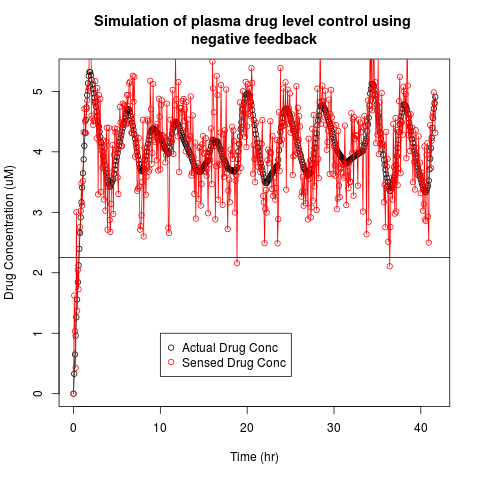 Simulation of plasma drug level control using
negative feedback
Drug Concentration (uM)
5
4
3
2
1
0
Actual Drug Conc
Sensed Drug Conc
0 10 20 30 40
Time (hr)